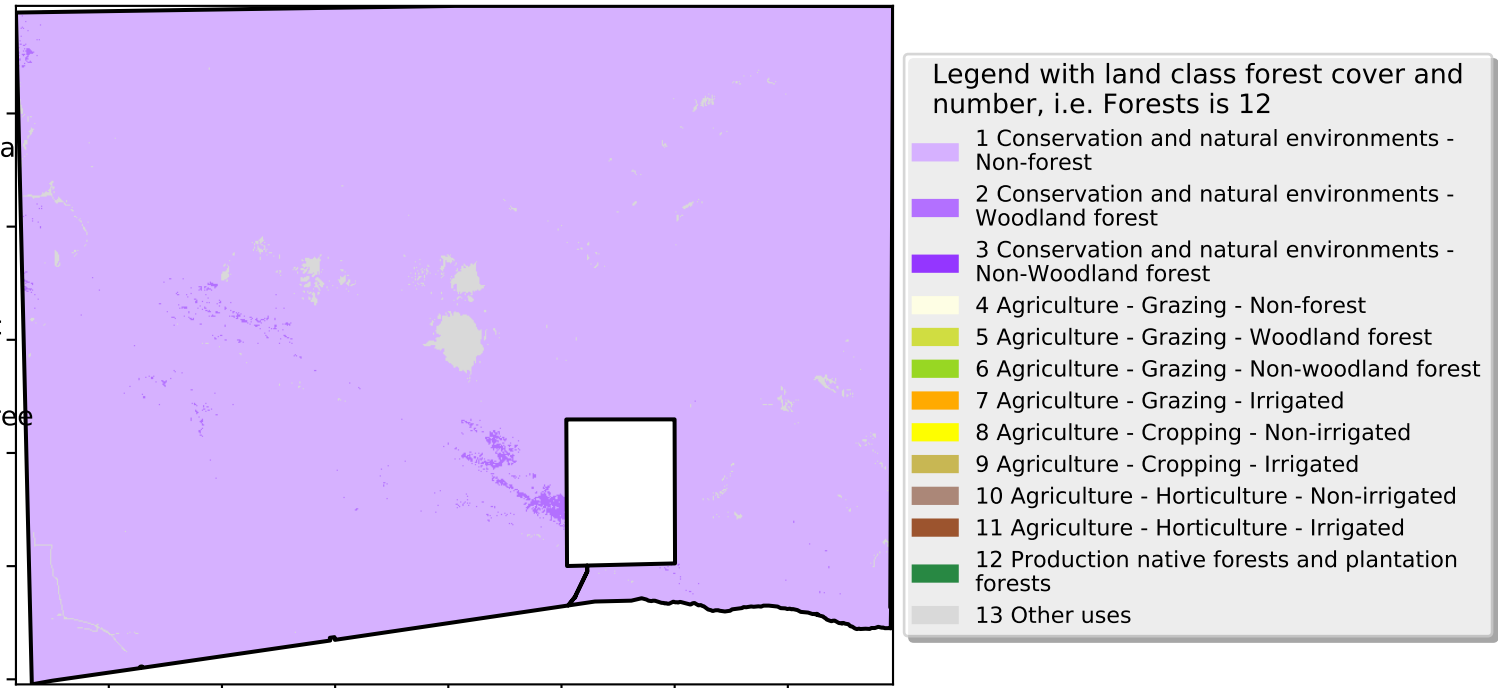 a
ree
Legend with land class forest cover and
number, i.e. Forests is 12
1 Conservation and natural environments -
Non-forest
2 Conservation and natural environments -
Woodland forest
3 Conservation and natural environments -
Non-Woodland forest
4 Agriculture - Grazing - Non-forest
5 Agriculture - Grazing - Woodland forest
6 Agriculture - Grazing - Non-woodland forest
7 Agriculture - Grazing - Irrigated
8 Agriculture - Cropping - Non-irrigated
9 Agriculture - Cropping - Irrigated
10 Agriculture - Horticulture - Non-irrigated
11 Agriculture - Horticulture - Irrigated
12 Production native forests and plantation
forests
13 Other uses